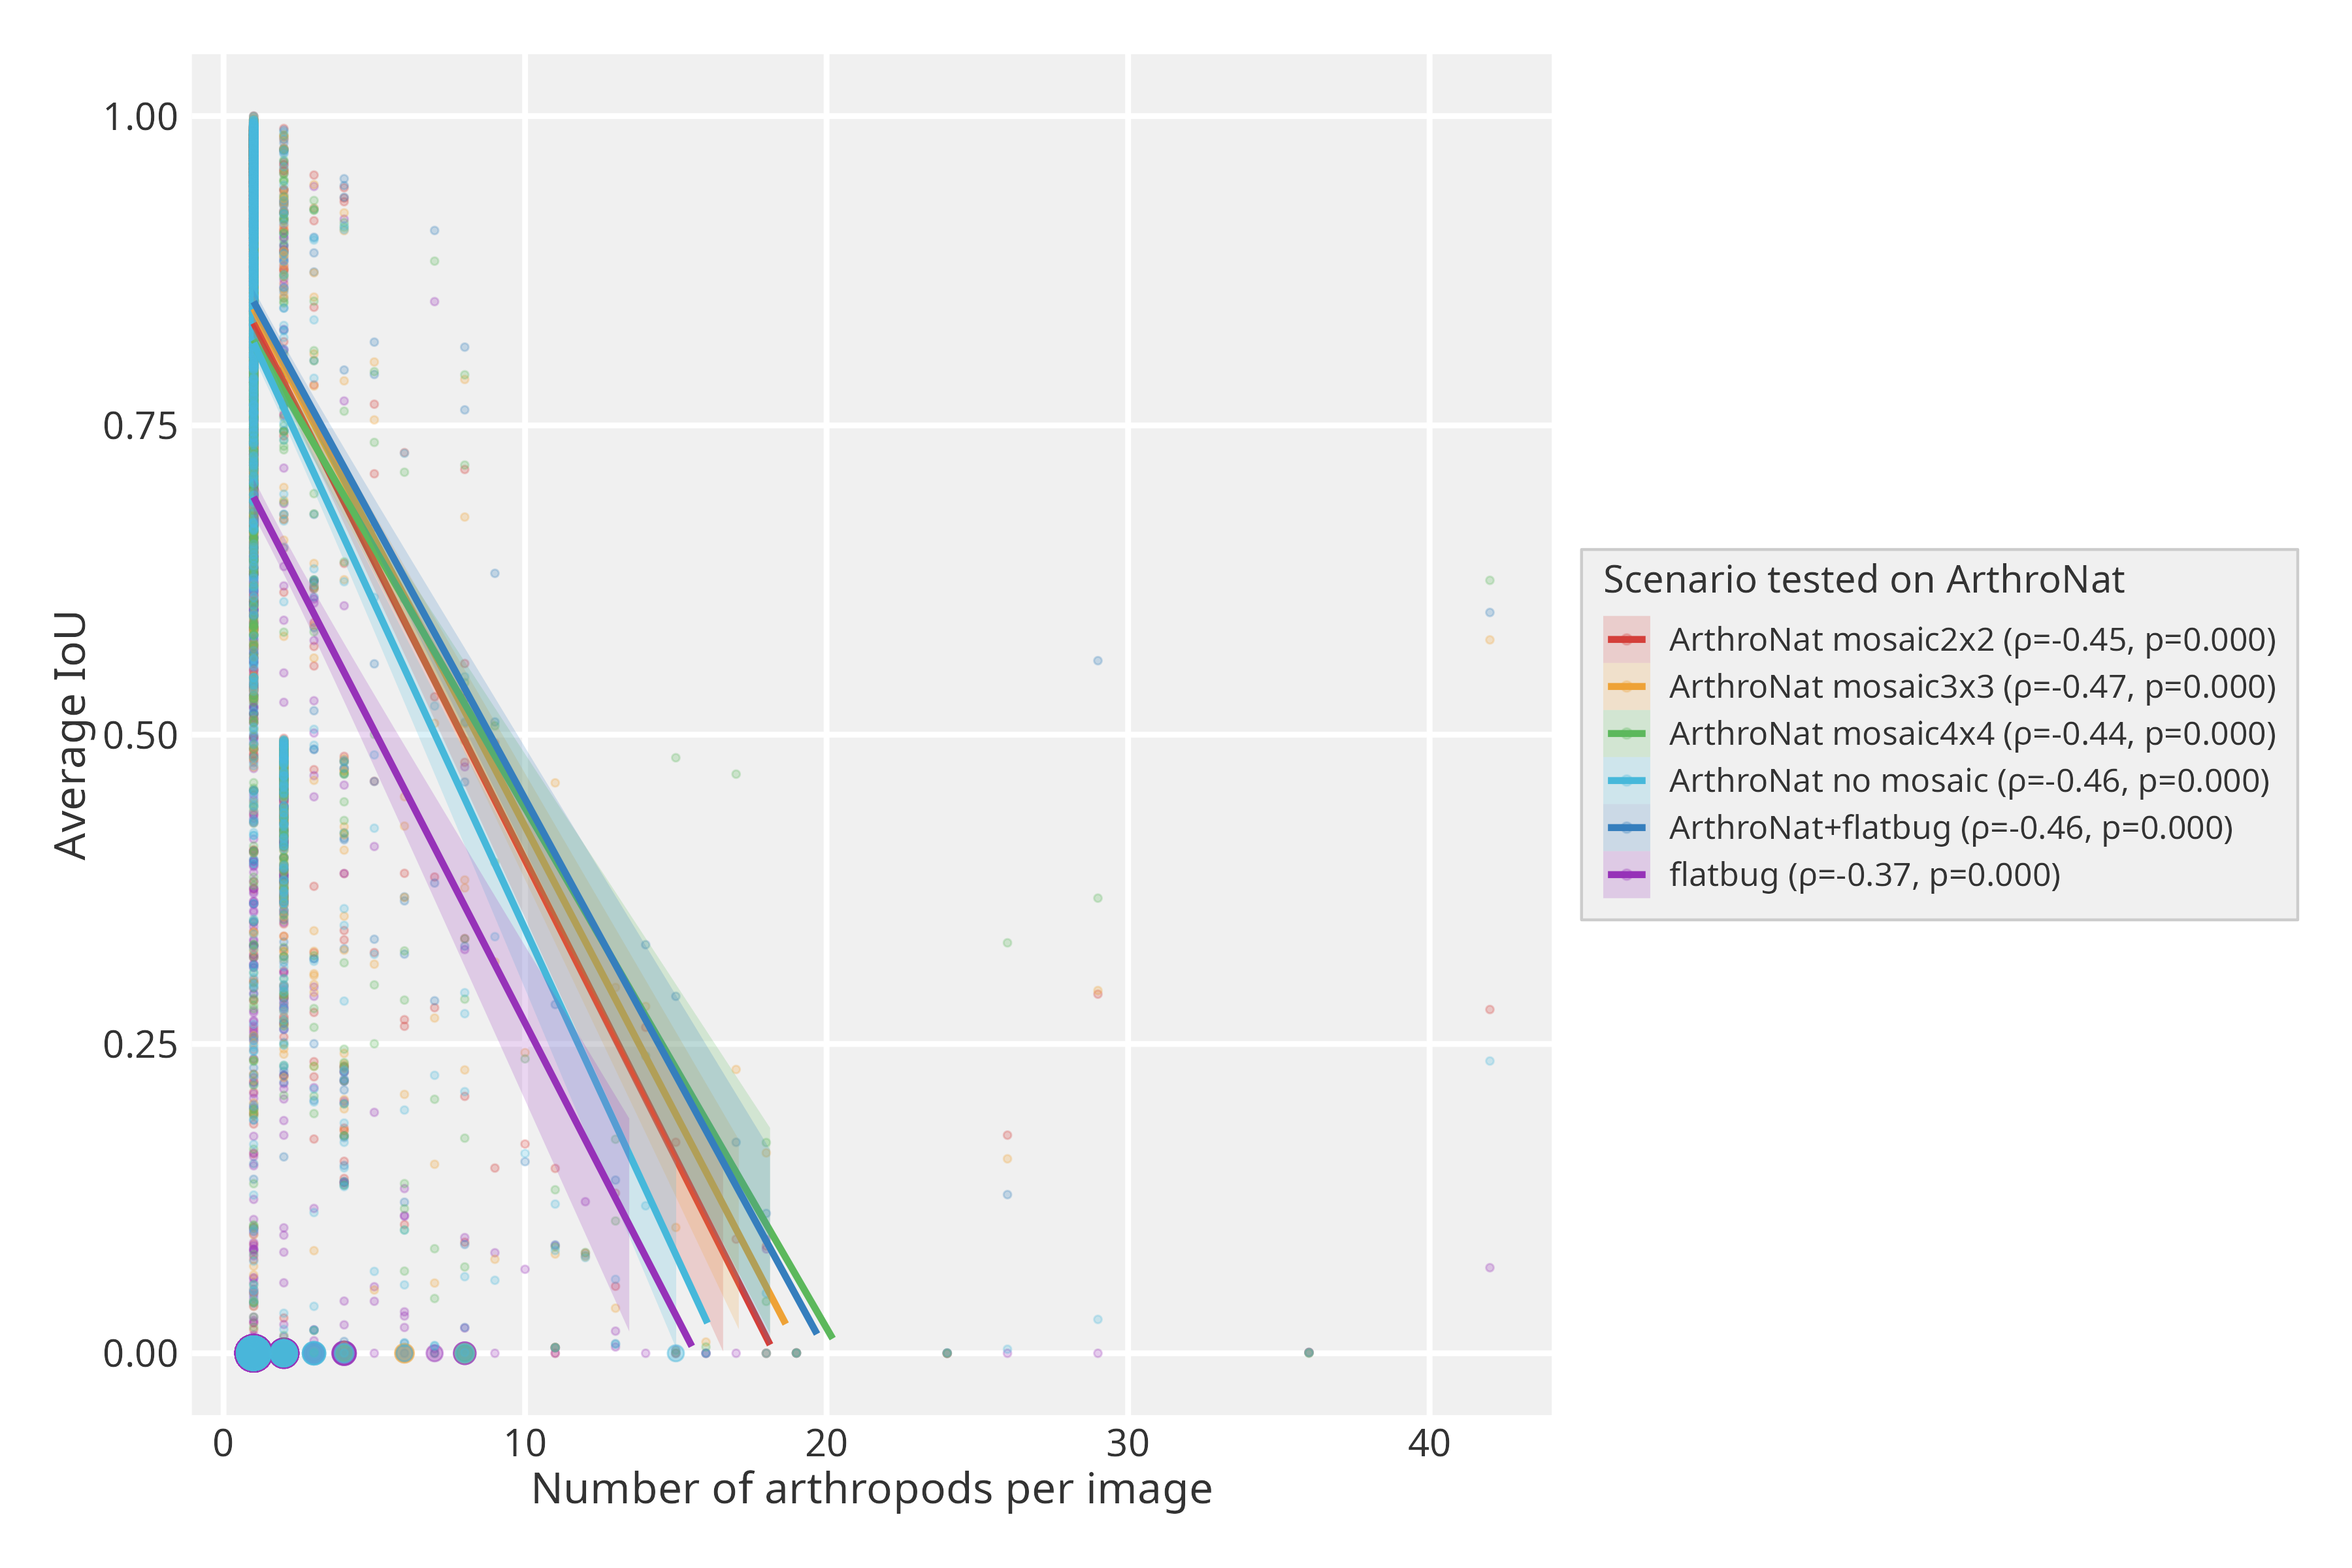 1.00
0.75
0.50
0.25
0.00
Average IoU
0 10 20 30 40
Number of arthropods per image
Scenario tested on ArthroNat
ArthroNat mosaic2x2 (ρ=-0.45, p=0.000)
ArthroNat mosaic3x3 (ρ=-0.47, p=0.000)
ArthroNat mosaic4x4 (ρ=-0.44, p=0.000)
ArthroNat no mosaic (ρ=-0.46, p=0.000)
ArthroNat+flatbug (ρ=-0.46, p=0.000)
flatbug (ρ=-0.37, p=0.000)